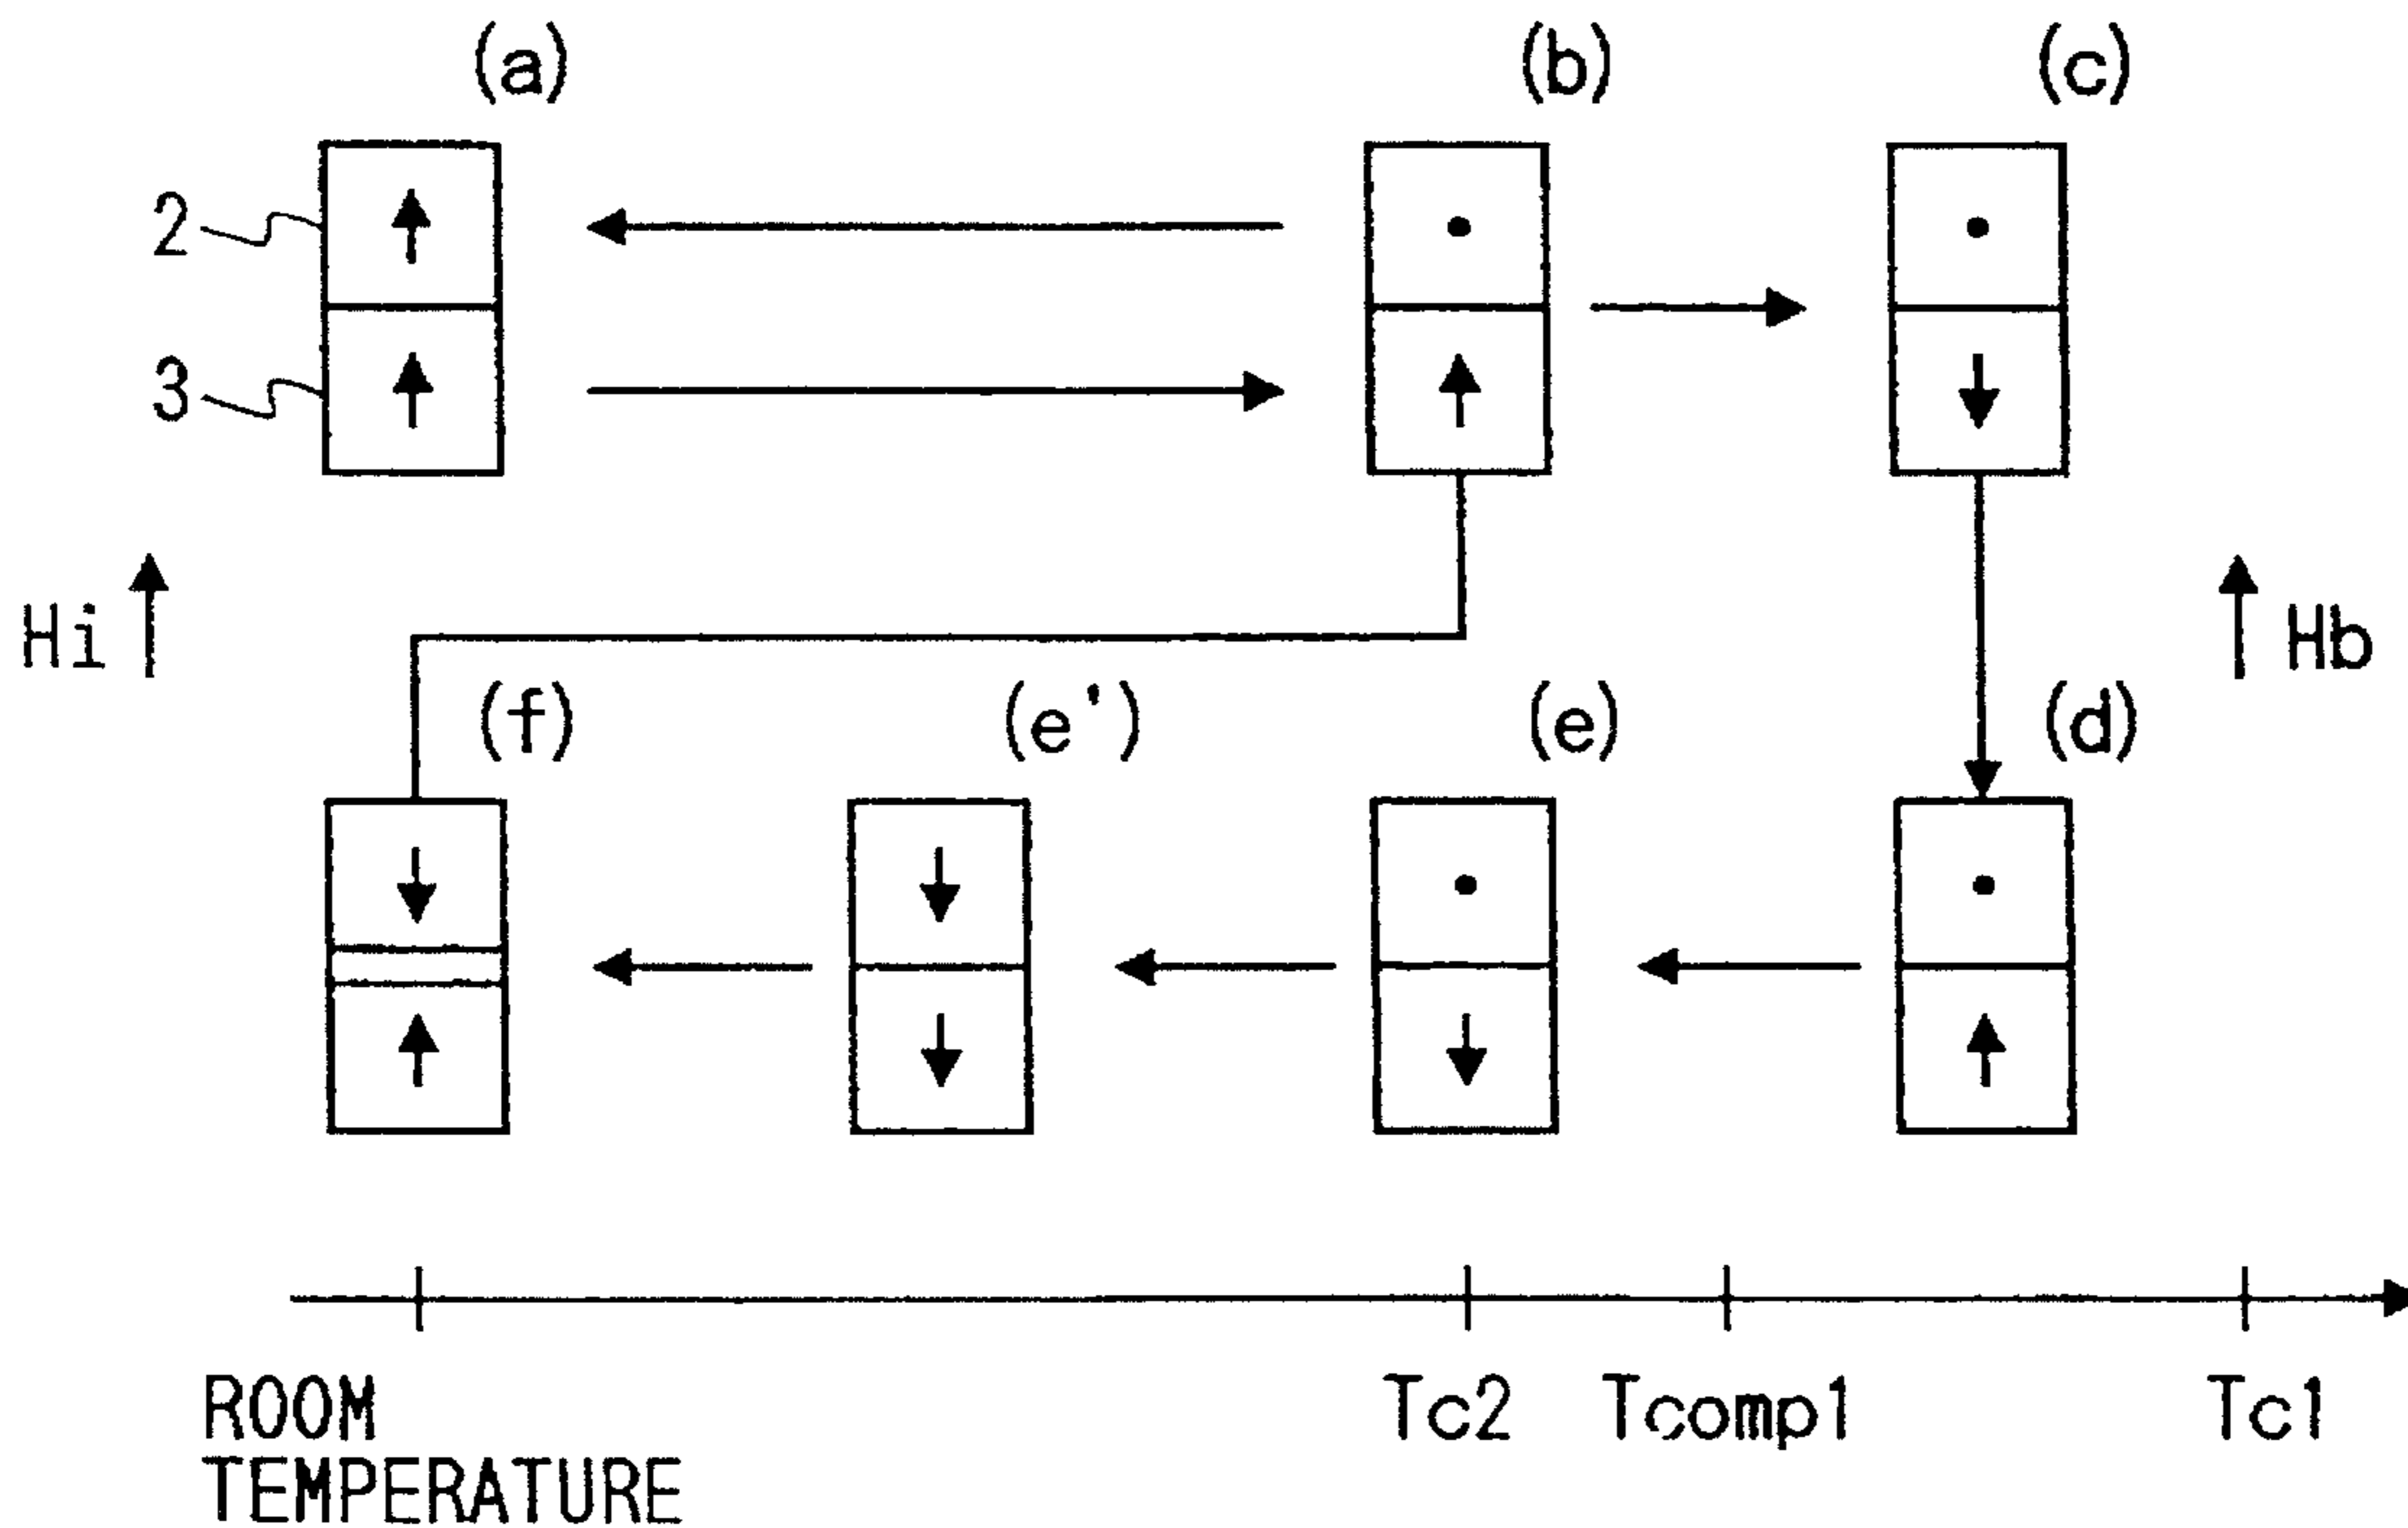 (a) (b) (c)
2
3
Hi Hb
(f) (e') (e) (d)
ROOM TEMPERATURE Tc2 Tcomp1 Tc1